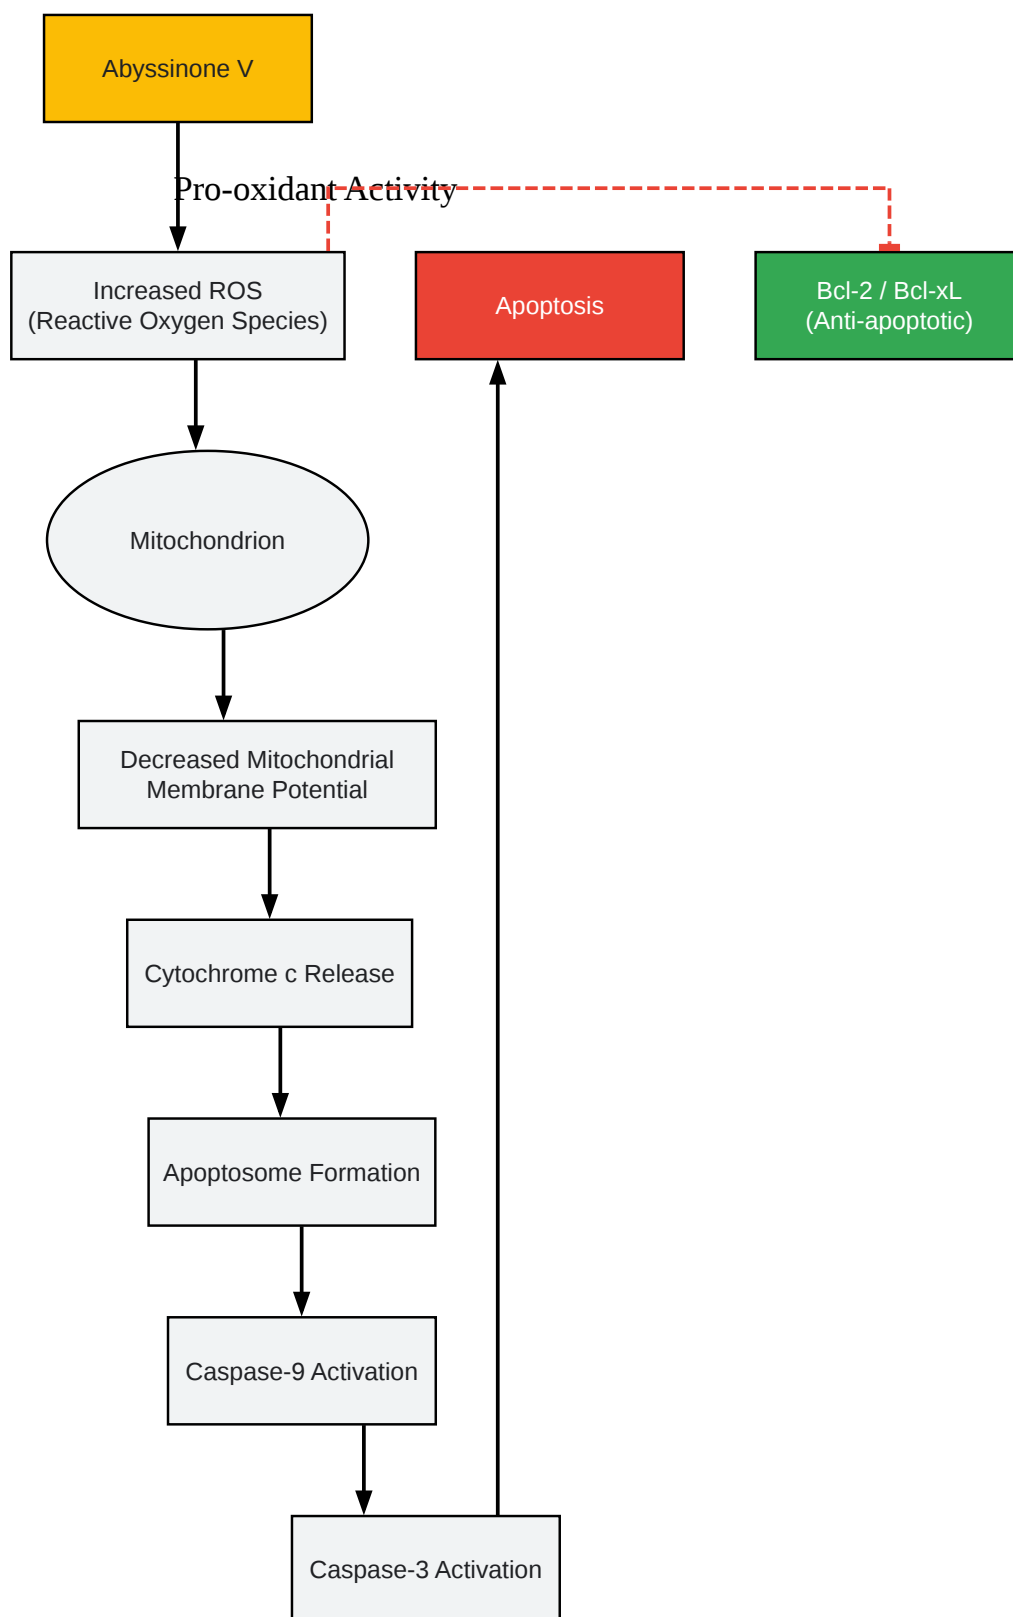 Abyssinone V
Pro-oxidant Activity
Increased ROS
(Reactive Oxygen Species)
Apoptosis
Bcl-2 / Bcl-xL
(Anti-apoptotic)
Mitochondrion
Decreased Mitochondrial
Membrane Potential
Cytochrome c Release
Apoptosome Formation
Caspase-9 Activation
Caspase-3 Activation